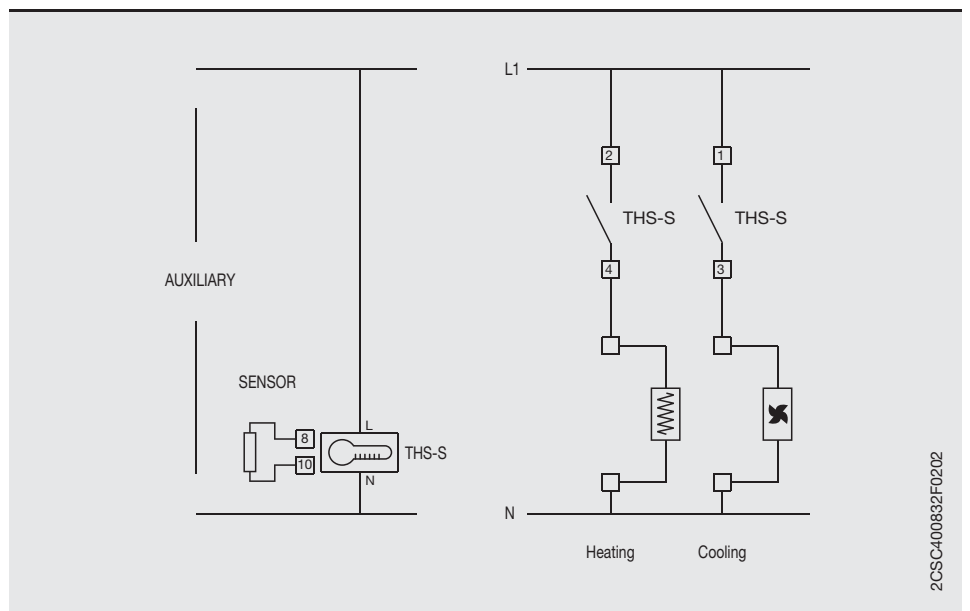 L1
2
1
THS-S
THS-S
4
3
AUXILIARY
SENSOR
L
8
THS-S
10
N
N
Heating
Cooling
2CSC400832F0202